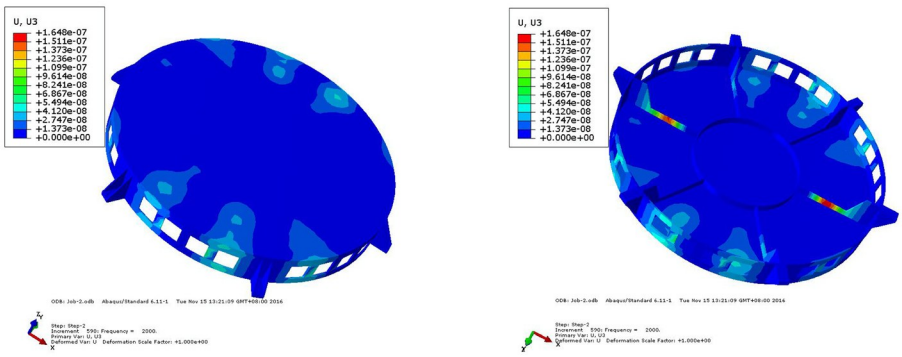 U, U3
+1.648e-07
+1.511e-07
+1.373e-07
+1.236e-07
+1.099e-07
+9.614e-08
+8.241e-08
+6.867e-08
+5.494e-08
+4.120e-08
+2.747e-08
+1.373e-08
+0.000e+00
ODB: Job-2.odb Abaqus/Standard 6.11-1 Tue Nov 15 13:21:09 GMT+08:00 2016
Z
Y
X
Step: Step-2
Increment 590: Frequency = 2000.
Primary Var: U, U3
Deformed Var: U Deformation Scale Factor: +1.000e+00
U, U3
+1.648e-07
+1.511e-07
+1.373e-07
+1.236e-07
+1.099e-07
+9.614e-08
+8.241e-08
+6.867e-08
+5.494e-08
+4.120e-08
+2.747e-08
+1.373e-08
+0.000e+00
ODB: Job-2.odb Abaqus/Standard 6.11-1 Tue Nov 15 13:21:09 GMT+08:00 2016
X
Y
Step: Step-2
Increment 590: Frequency = 2000.
Primary Var: U, U3
Deformed Var: U Deformation Scale Factor: +1.000e+00